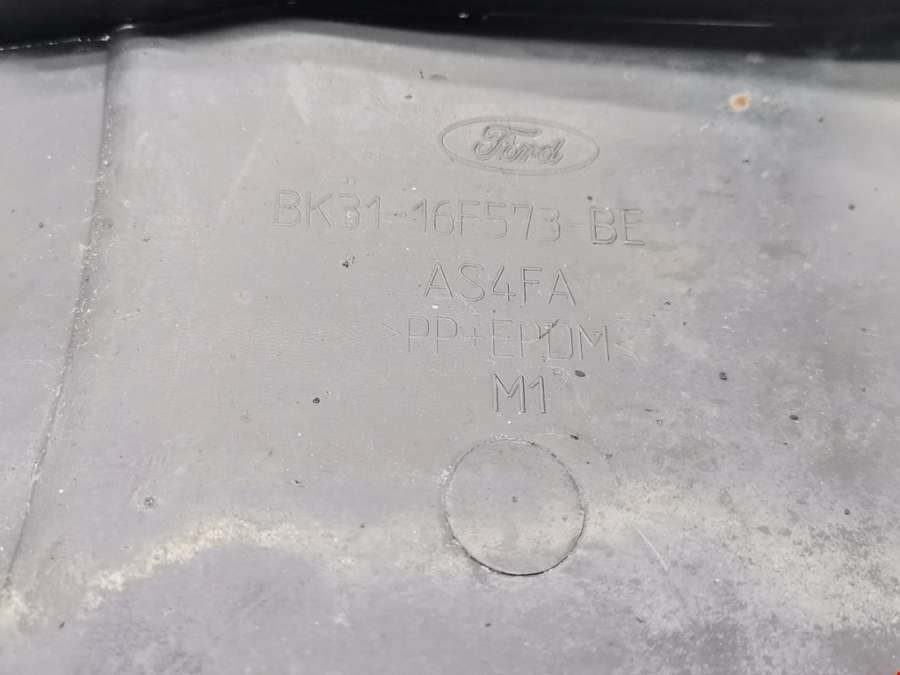 Ford
BK31-16F573-BE
AS4FA
>PP+EPDM<
M1